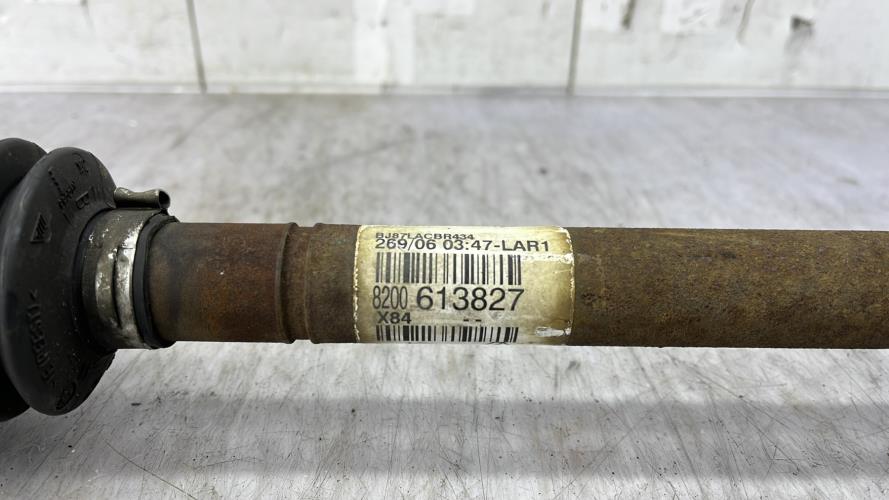 BJ87LACBR434
269/06 03:47-LAR1
8200 613827
X84 --